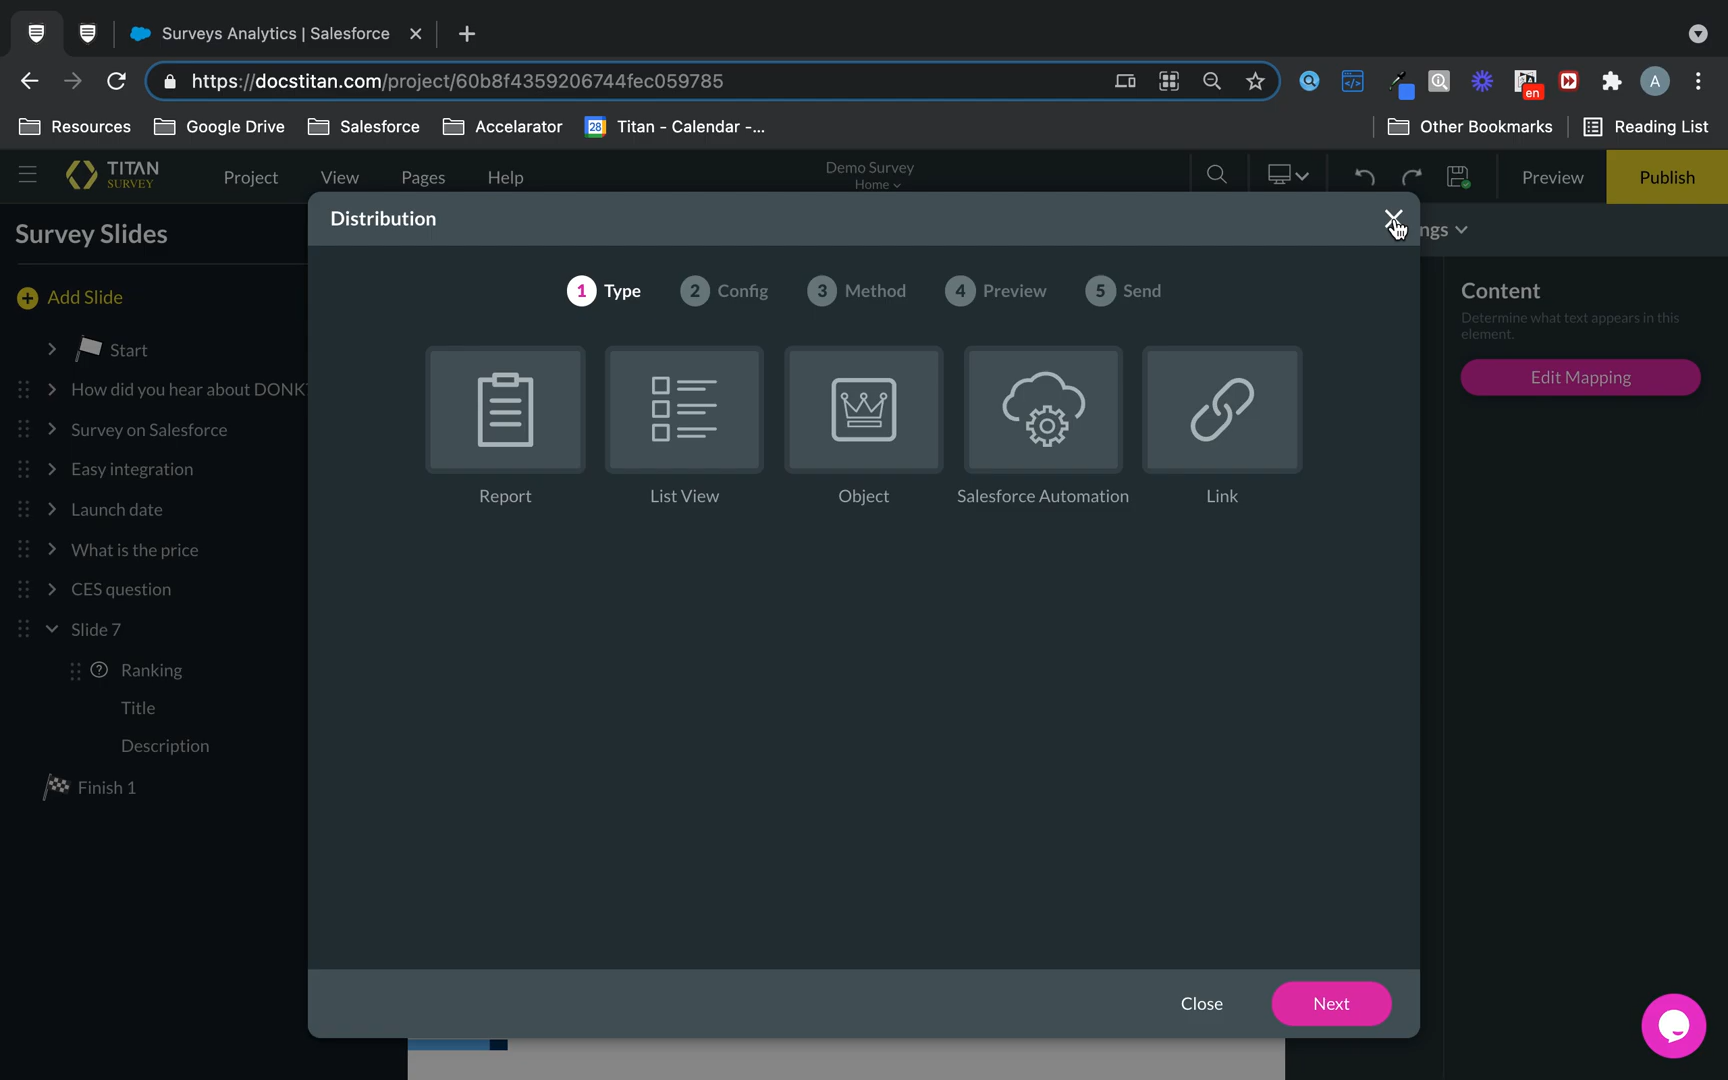 Surveys Analytics | Salesforce
https://docstitan.com/project/60b8f4359206744fec059785
en
A
Resources
Google Drive
Salesforce
Accelarator
28
Titan - Calendar -...
Other Bookmarks
Reading List
TITAN
SURVEY
Project
View
Pages
Help
Demo Survey
Home
Preview
Publish
Survey Slides
Distribution
ngs
Add Slide
1 Type
2 Config
3 Method
4 Preview
5 Send
Content
Determine what text appears in this
element.
Edit Mapping
Start
How did you hear about DONK
Survey on Salesforce
Easy integration
Launch date
What is the price
CES question
Slide 7
Ranking
Title
Description
Finish 1
Report
List View
Object
Salesforce Automation
Link
Close
Next